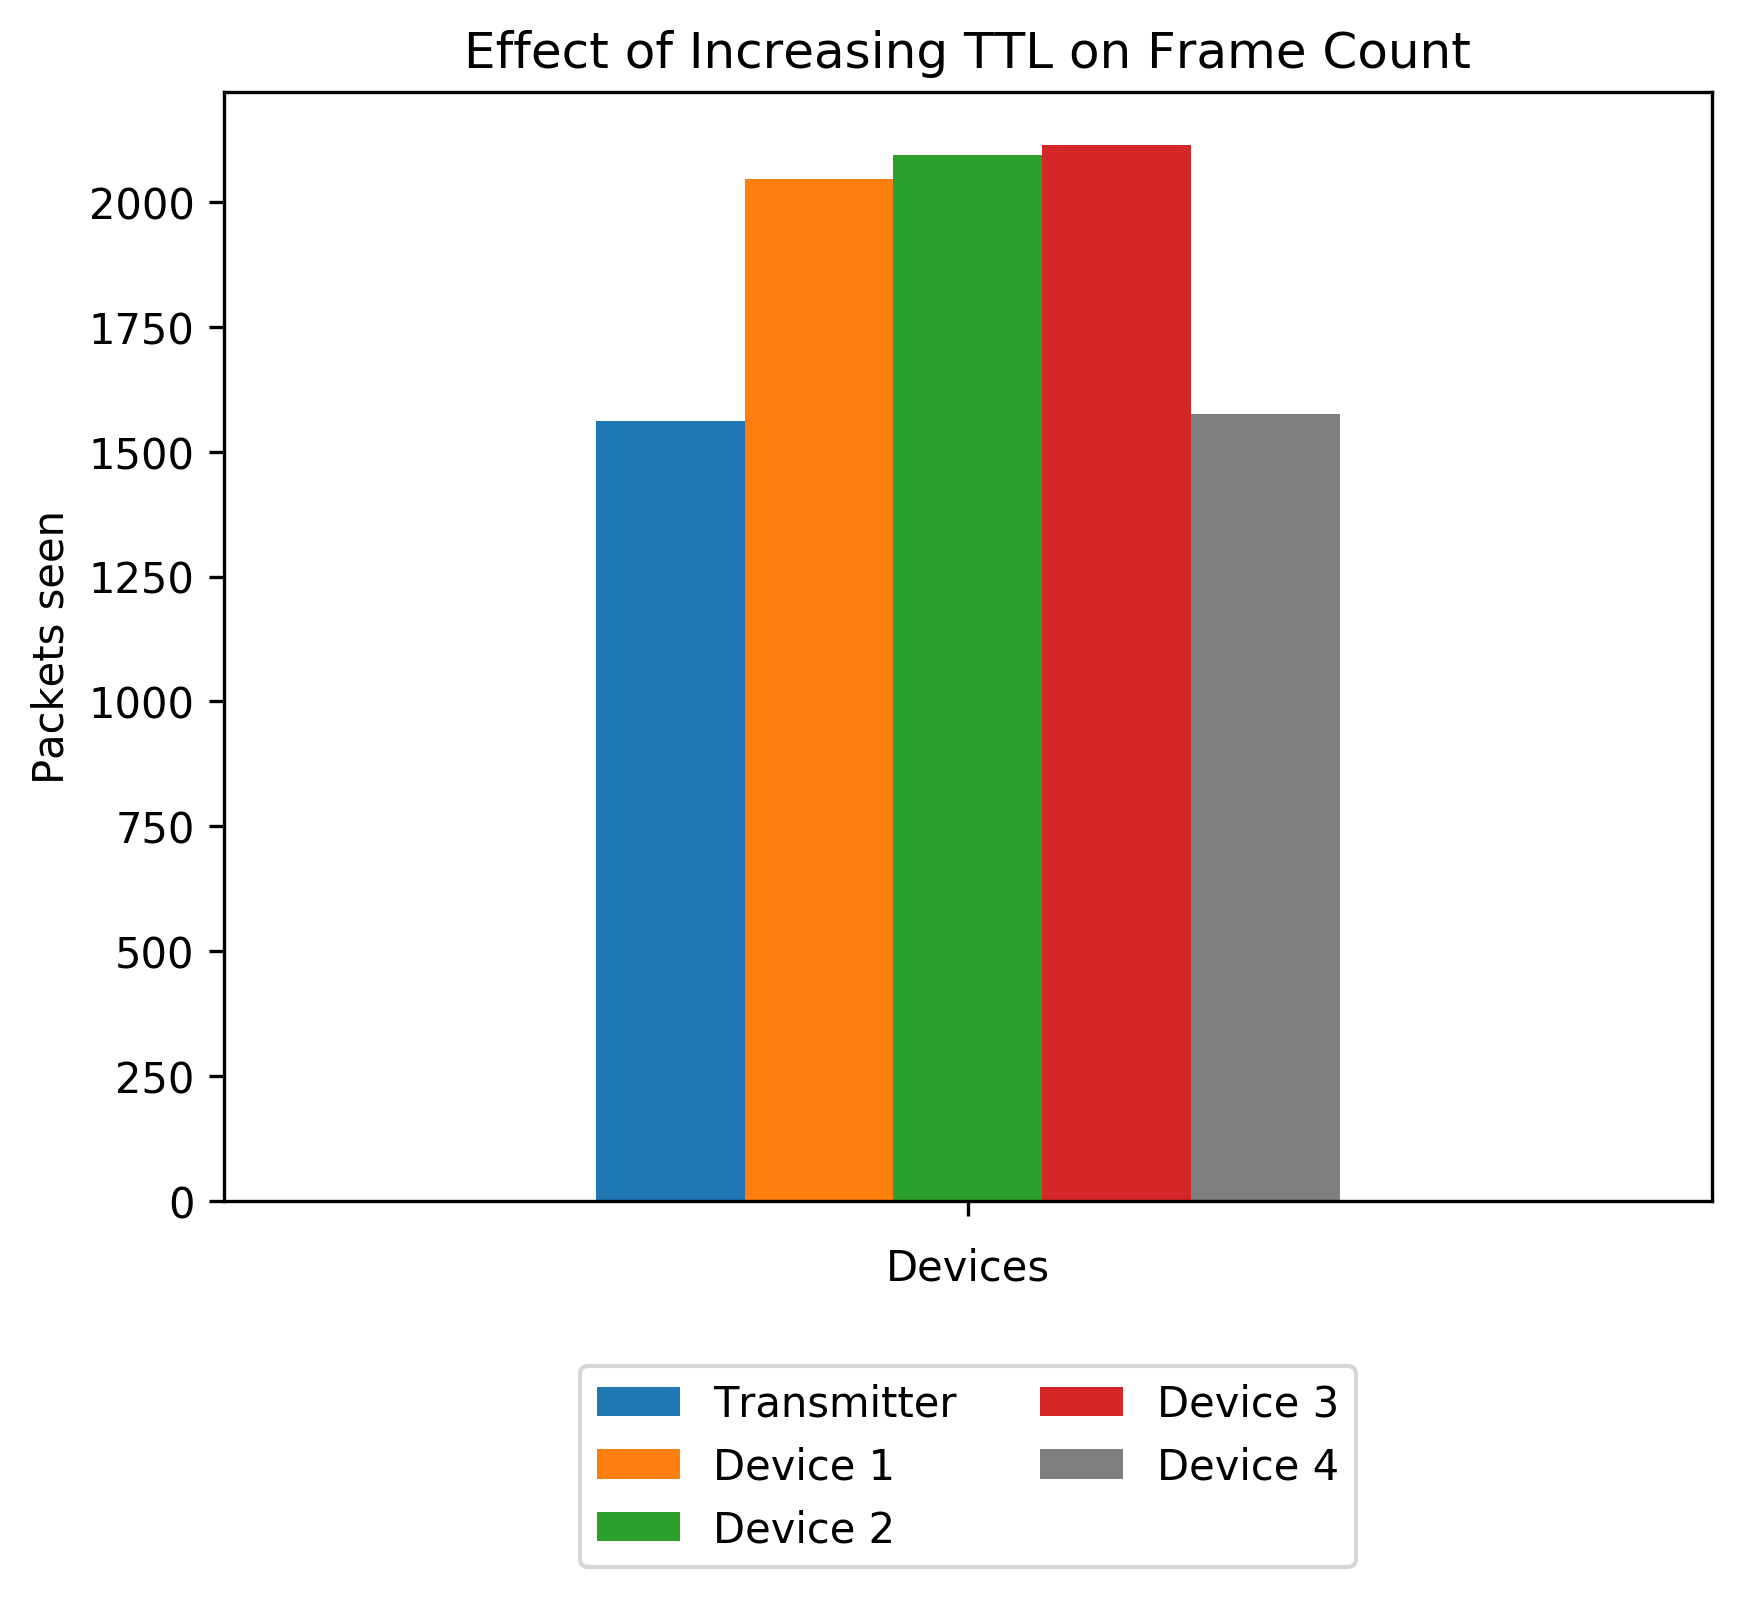 Effect of Increasing TTL on Frame Count
Packets seen
2000
1750
1500
1250
1000
750
500
250
0
Devices
Transmitter
Device 1
Device 2
Device 3
Device 4